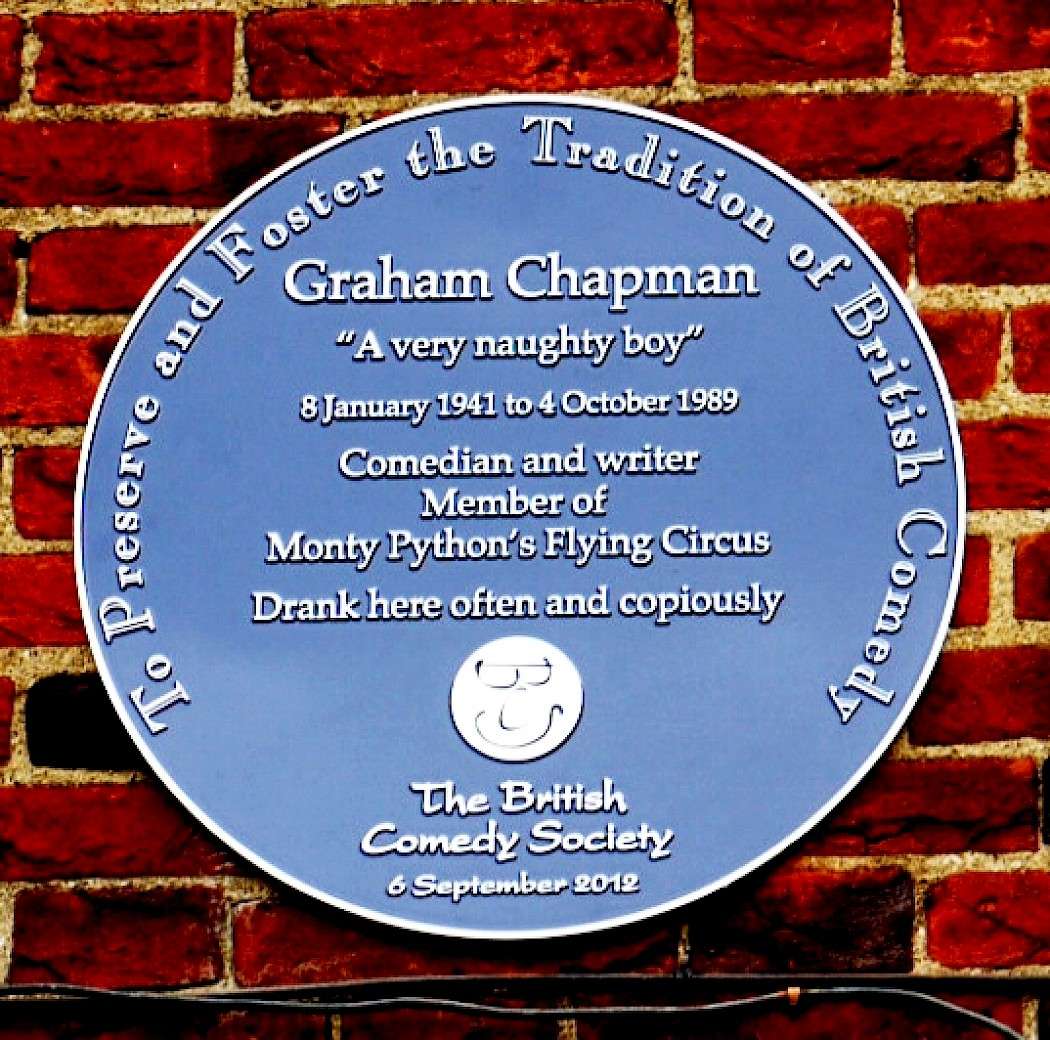 To Preserve and Foster the Tradition of British Comedy
Graham Chapman
“A very naughty boy”
8 January 1941 to 4 October 1989
Comedian and writer
Member of
Monty Python's Flying Circus
Drank here often and copiously
BCS
The British
Comedy Society
6 September 2012